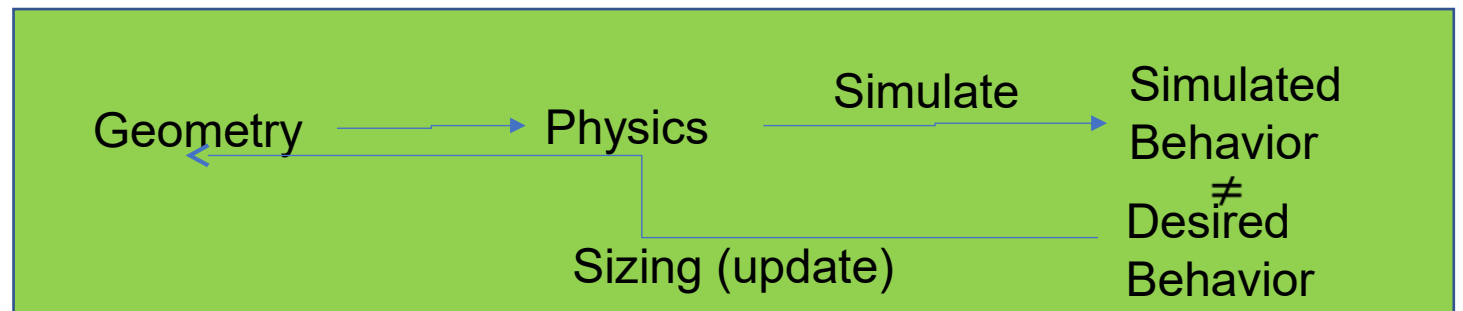 Geometry
Physics
Simulate
Simulated
Behavior
≠
Desired
Behavior
Sizing (update)